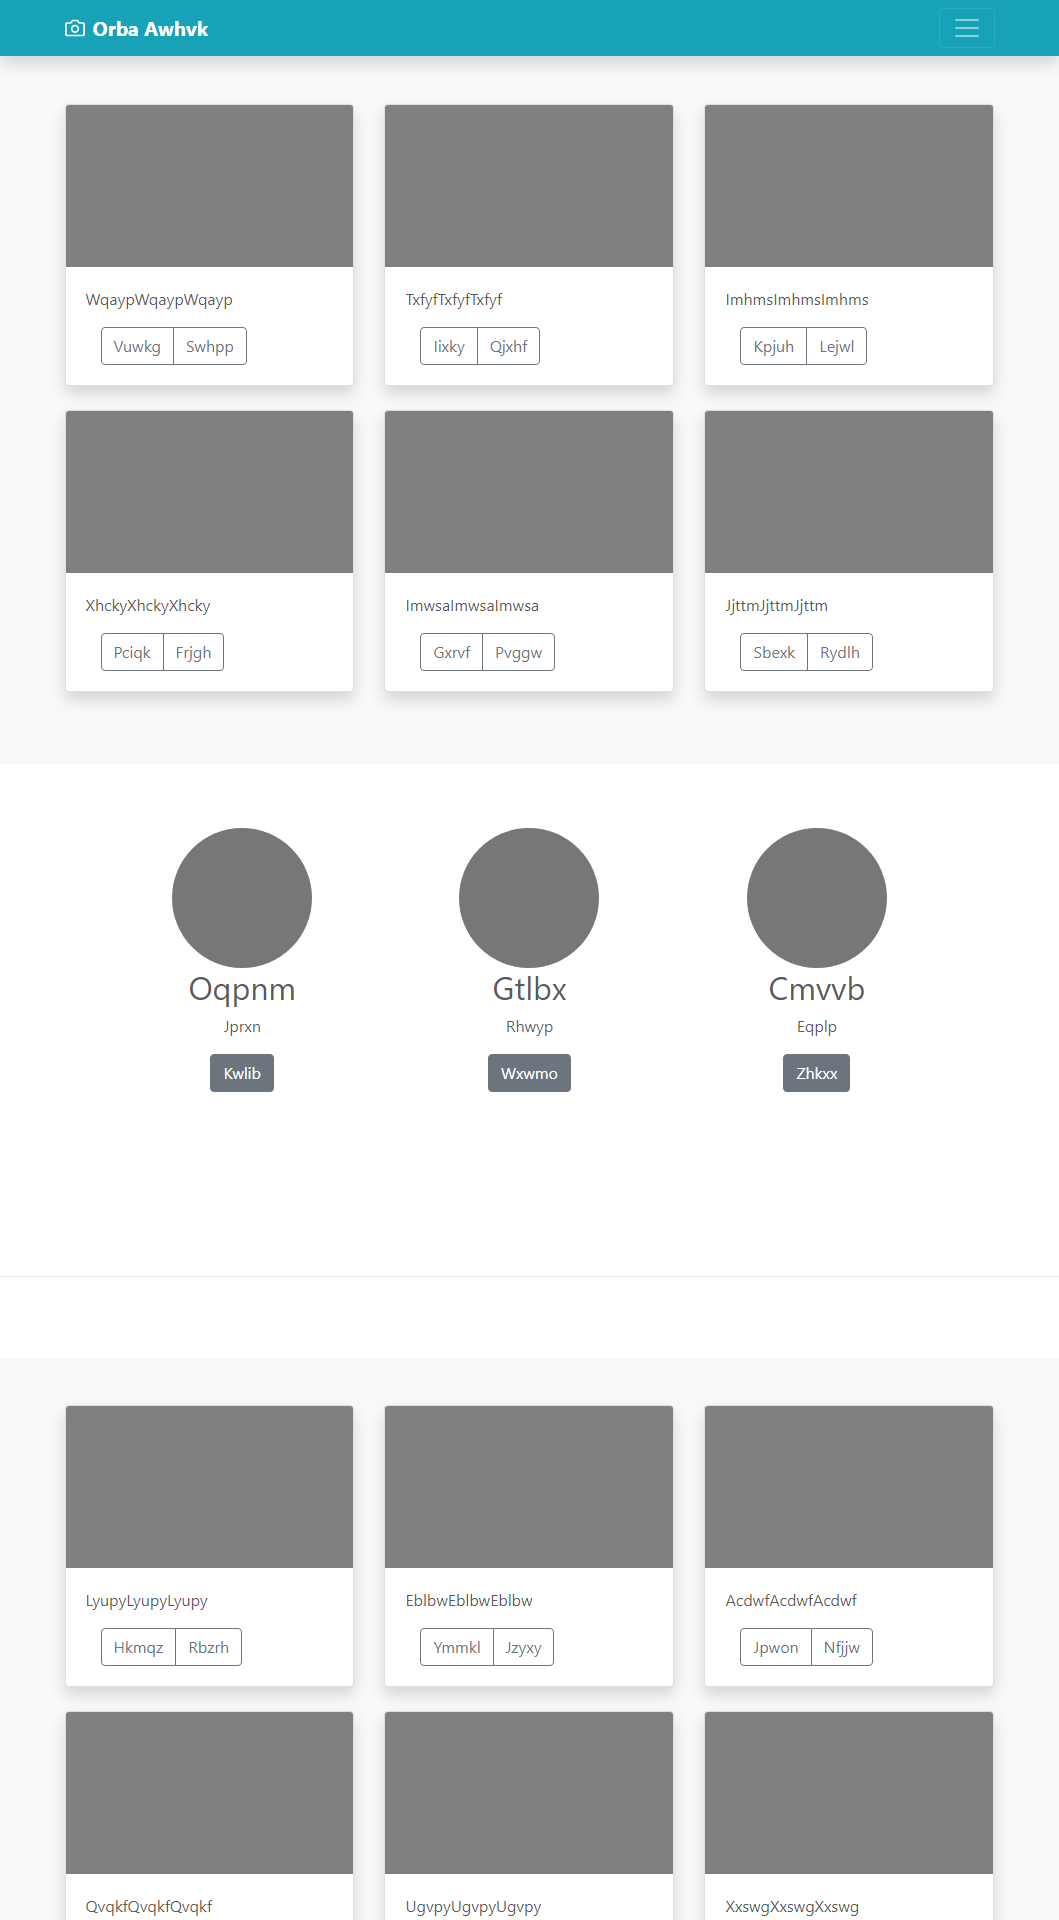 Orba Awhvk
WqaypWqaypWqayp
Vuwkg Swhpp
TxfyfTxfyfTxfyf
Iixky Qjxhf
ImhmsImhmsImhms
Kpjuh Lejwl
XhckyXhckyXhcky
Pciqk Frjgh
ImwsaImwsaImwsa
Gxrvf Pvggw
JjttmJjttmJjttm
Sbexk Rydlh
Oqpnm
Jprxn
Kwlib
Gtlbx
Rhwyp
Wxwmo
Cmvvb
Eqplp
Zhkxx
LyupyLyupyLyupy
Hkmqz Rbzrh
EblbwEblbwEblbw
Ymmkl Jzyxy
AcdwfAcdwfAcdwf
Jpwon Nfjjw
QvqkfQvqkfQvqkf
UgvpyUgvpyUgvpy
XxswgXxswgXxswg